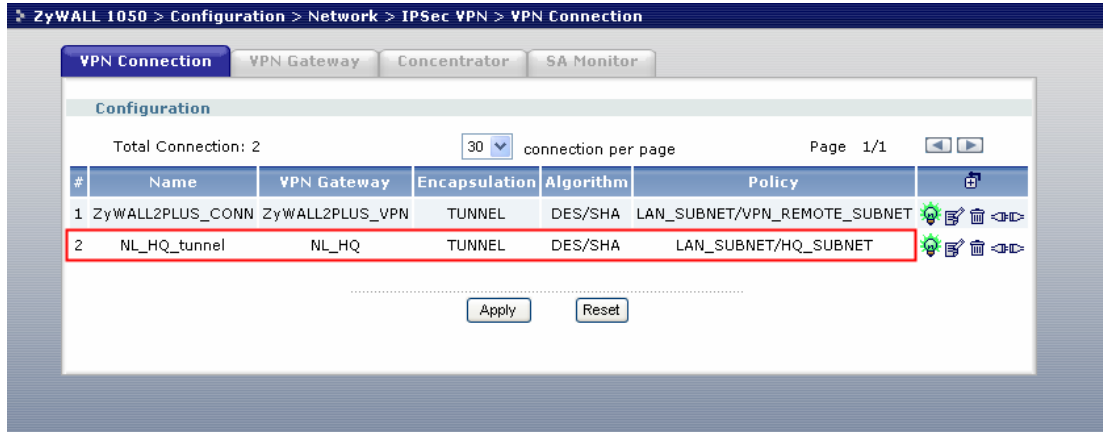 ZyWALL 1050 > Configuration > Network > IPSec VPN > VPN Connection
VPN Connection VPN Gateway Concentrator SA Monitor
Configuration
Total Connection: 2 30 connection per page Page 1/1
# Name VPN Gateway Encapsulation Algorithm Policy
1 ZyWALL2PLUS_CONN ZyWALL2PLUS_VPN TUNNEL DES/SHA LAN_SUBNET/VPN_REMOTE_SUBNET
2 NL_HQ_tunnel NL_HQ TUNNEL DES/SHA LAN_SUBNET/HQ_SUBNET
Apply Reset